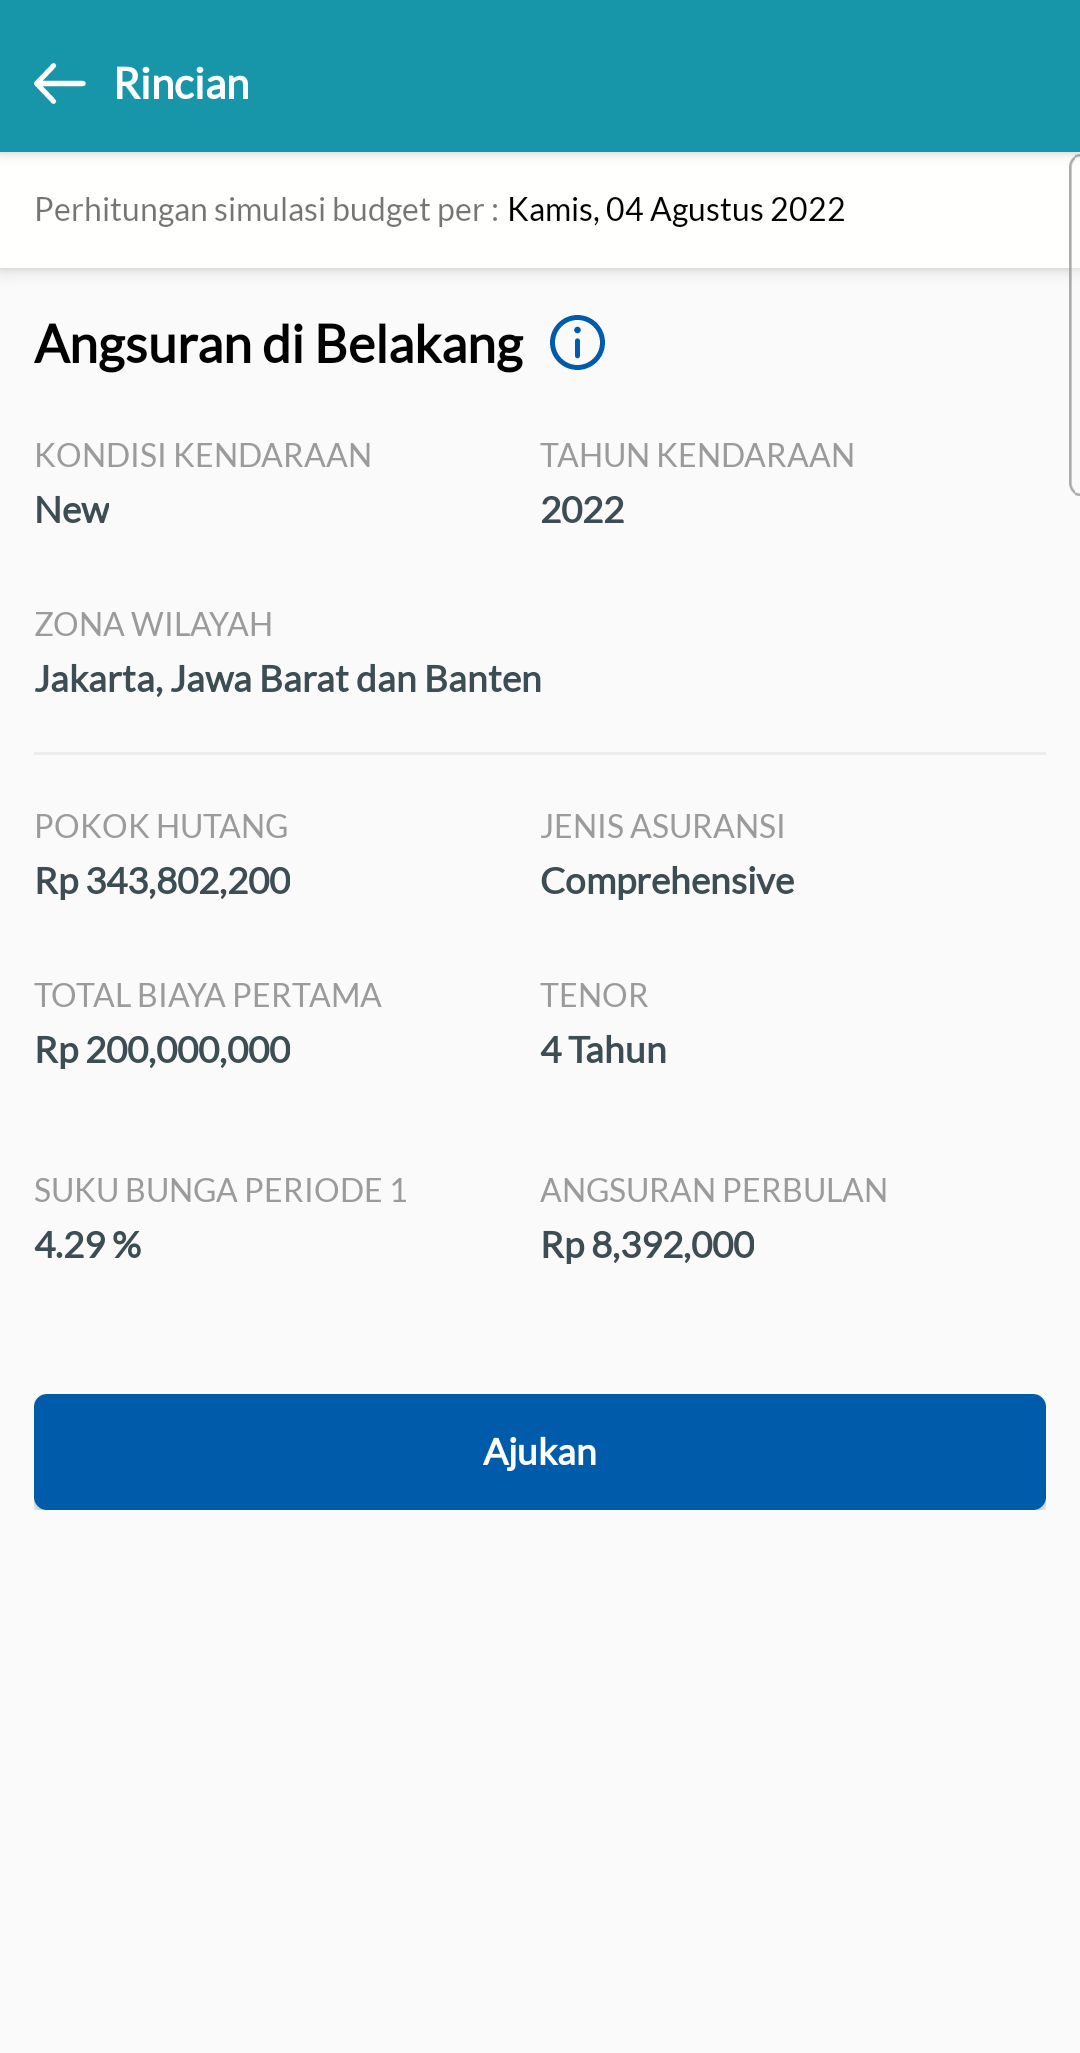 Rincian
Perhitungan simulasi budget per : Kamis, 04 Agustus 2022
Angsuran di Belakang
KONDISI KENDARAAN
New
TAHUN KENDARAAN
2022
ZONA WILAYAH
Jakarta, Jawa Barat dan Banten
POKOK HUTANG
Rp 343,802,200
JENIS ASURANSI
Comprehensive
TOTAL BIAYA PERTAMA
Rp 200,000,000
TENOR
4 Tahun
SUKU BUNGA PERIODE 1
4.29 %
ANGSURAN PERBULAN
Rp 8,392,000
Ajukan